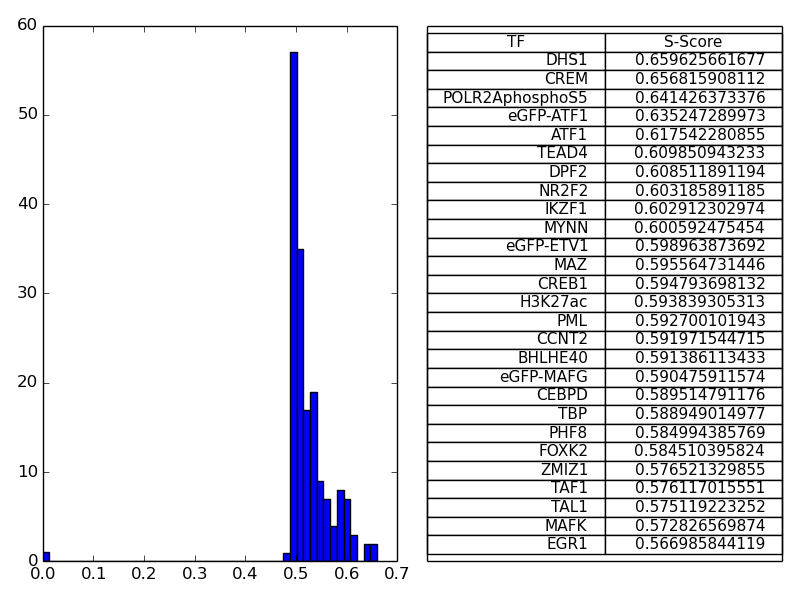 60
50
40
30
20
10
0
0.0 0.1 0.2 0.3 0.4 0.5 0.6 0.7
TF S-Score
DHS1 0.659625661677
CREM 0.656815908112
POLR2AphosphoS5 0.641426373376
eGFP-ATF1 0.635247289973
ATF1 0.617542280855
TEAD4 0.609850943233
DPF2 0.608511891194
NR2F2 0.603185891185
IKZF1 0.602912302974
MYNN 0.600592475454
eGFP-ETV1 0.598963873692
MAZ 0.595564731446
CREB1 0.594793698132
H3K27ac 0.593839305313
PML 0.592700101943
CCNT2 0.591971544715
BHLHE40 0.591386113433
eGFP-MAFG 0.590475911574
CEBPD 0.589514791176
TBP 0.588949014977
PHF8 0.584994385769
FOXK2 0.584510395824
ZMIZ1 0.576521329855
TAF1 0.576117015551
TAL1 0.575119223252
MAFK 0.572826569874
EGR1 0.566985844119